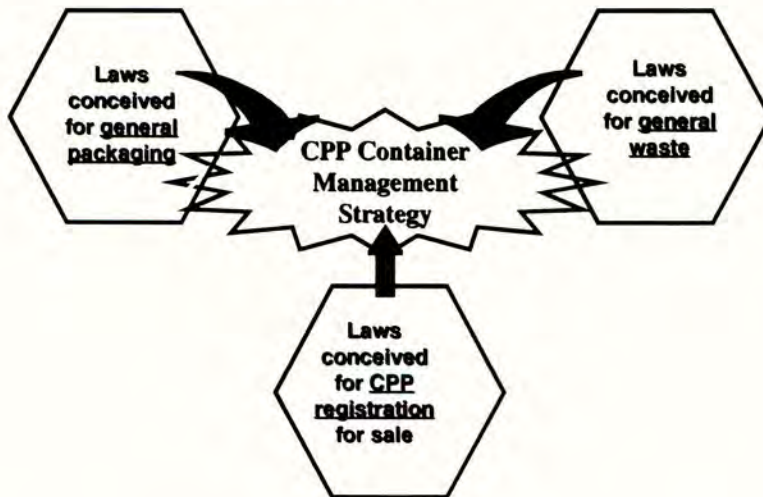 Laws
conceived
for general
packaging
Laws
conceived
for general
waste
CPP Container
Management
Strategy
Laws
conceived
for CPP
registration
for sale